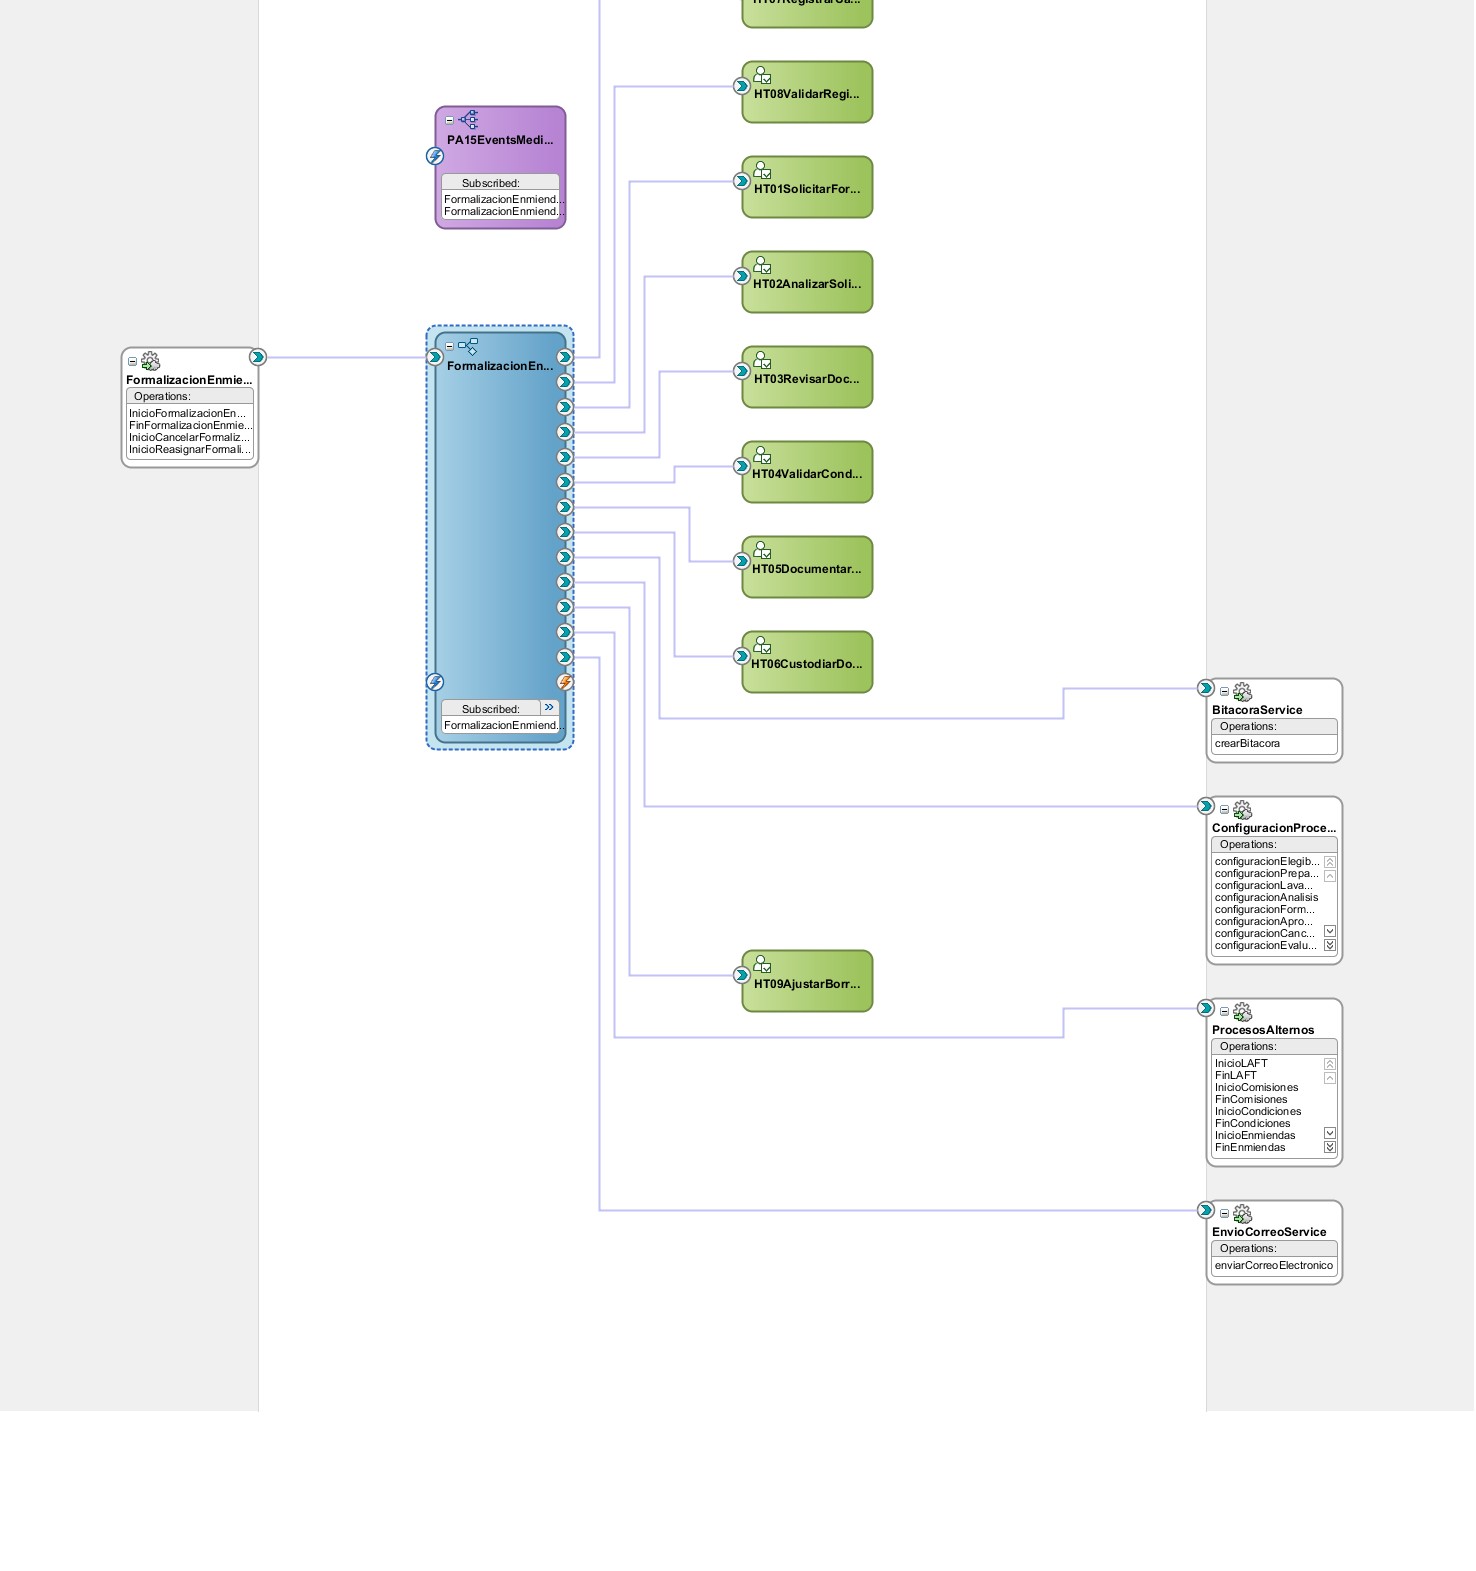 HT07RegistrarCa...
HT08ValidarRegi...
PA15EventsMedi...
Subscribed:
FormalizacionEnmiend...
FormalizacionEnmiend...
HT01SolicitarFor...
HT02AnalizarSoli...
FormalizacionEnmie...
Operations:
InicioFormalizacionEn...
FinFormalizacionEnmie...
InicioCancelarFormaliz...
InicioReasignarFormali...
FormalizacionEn...
Subscribed:
FormalizacionEnmiend...
HT03RevisarDoc...
HT04ValidarCond...
HT05Documentar...
HT06CustodiarDo...
BitacoraService
Operations:
crearBitacora
ConfiguracionProce...
Operations:
configuracionElegib...
configuracionPrepa...
configuracionLava...
configuracionAnalisis
configuracionForm...
configuracionApro...
configuracionCanc...
configuracionEvalu...
HT09AjustarBorr...
ProcesosAlternos
Operations:
InicioLAFT
FinLAFT
InicioComisiones
FinComisiones
InicioCondiciones
FinCondiciones
InicioEnmiendas
FinEnmiendas
EnvioCorreoService
Operations:
enviarCorreoElectronico